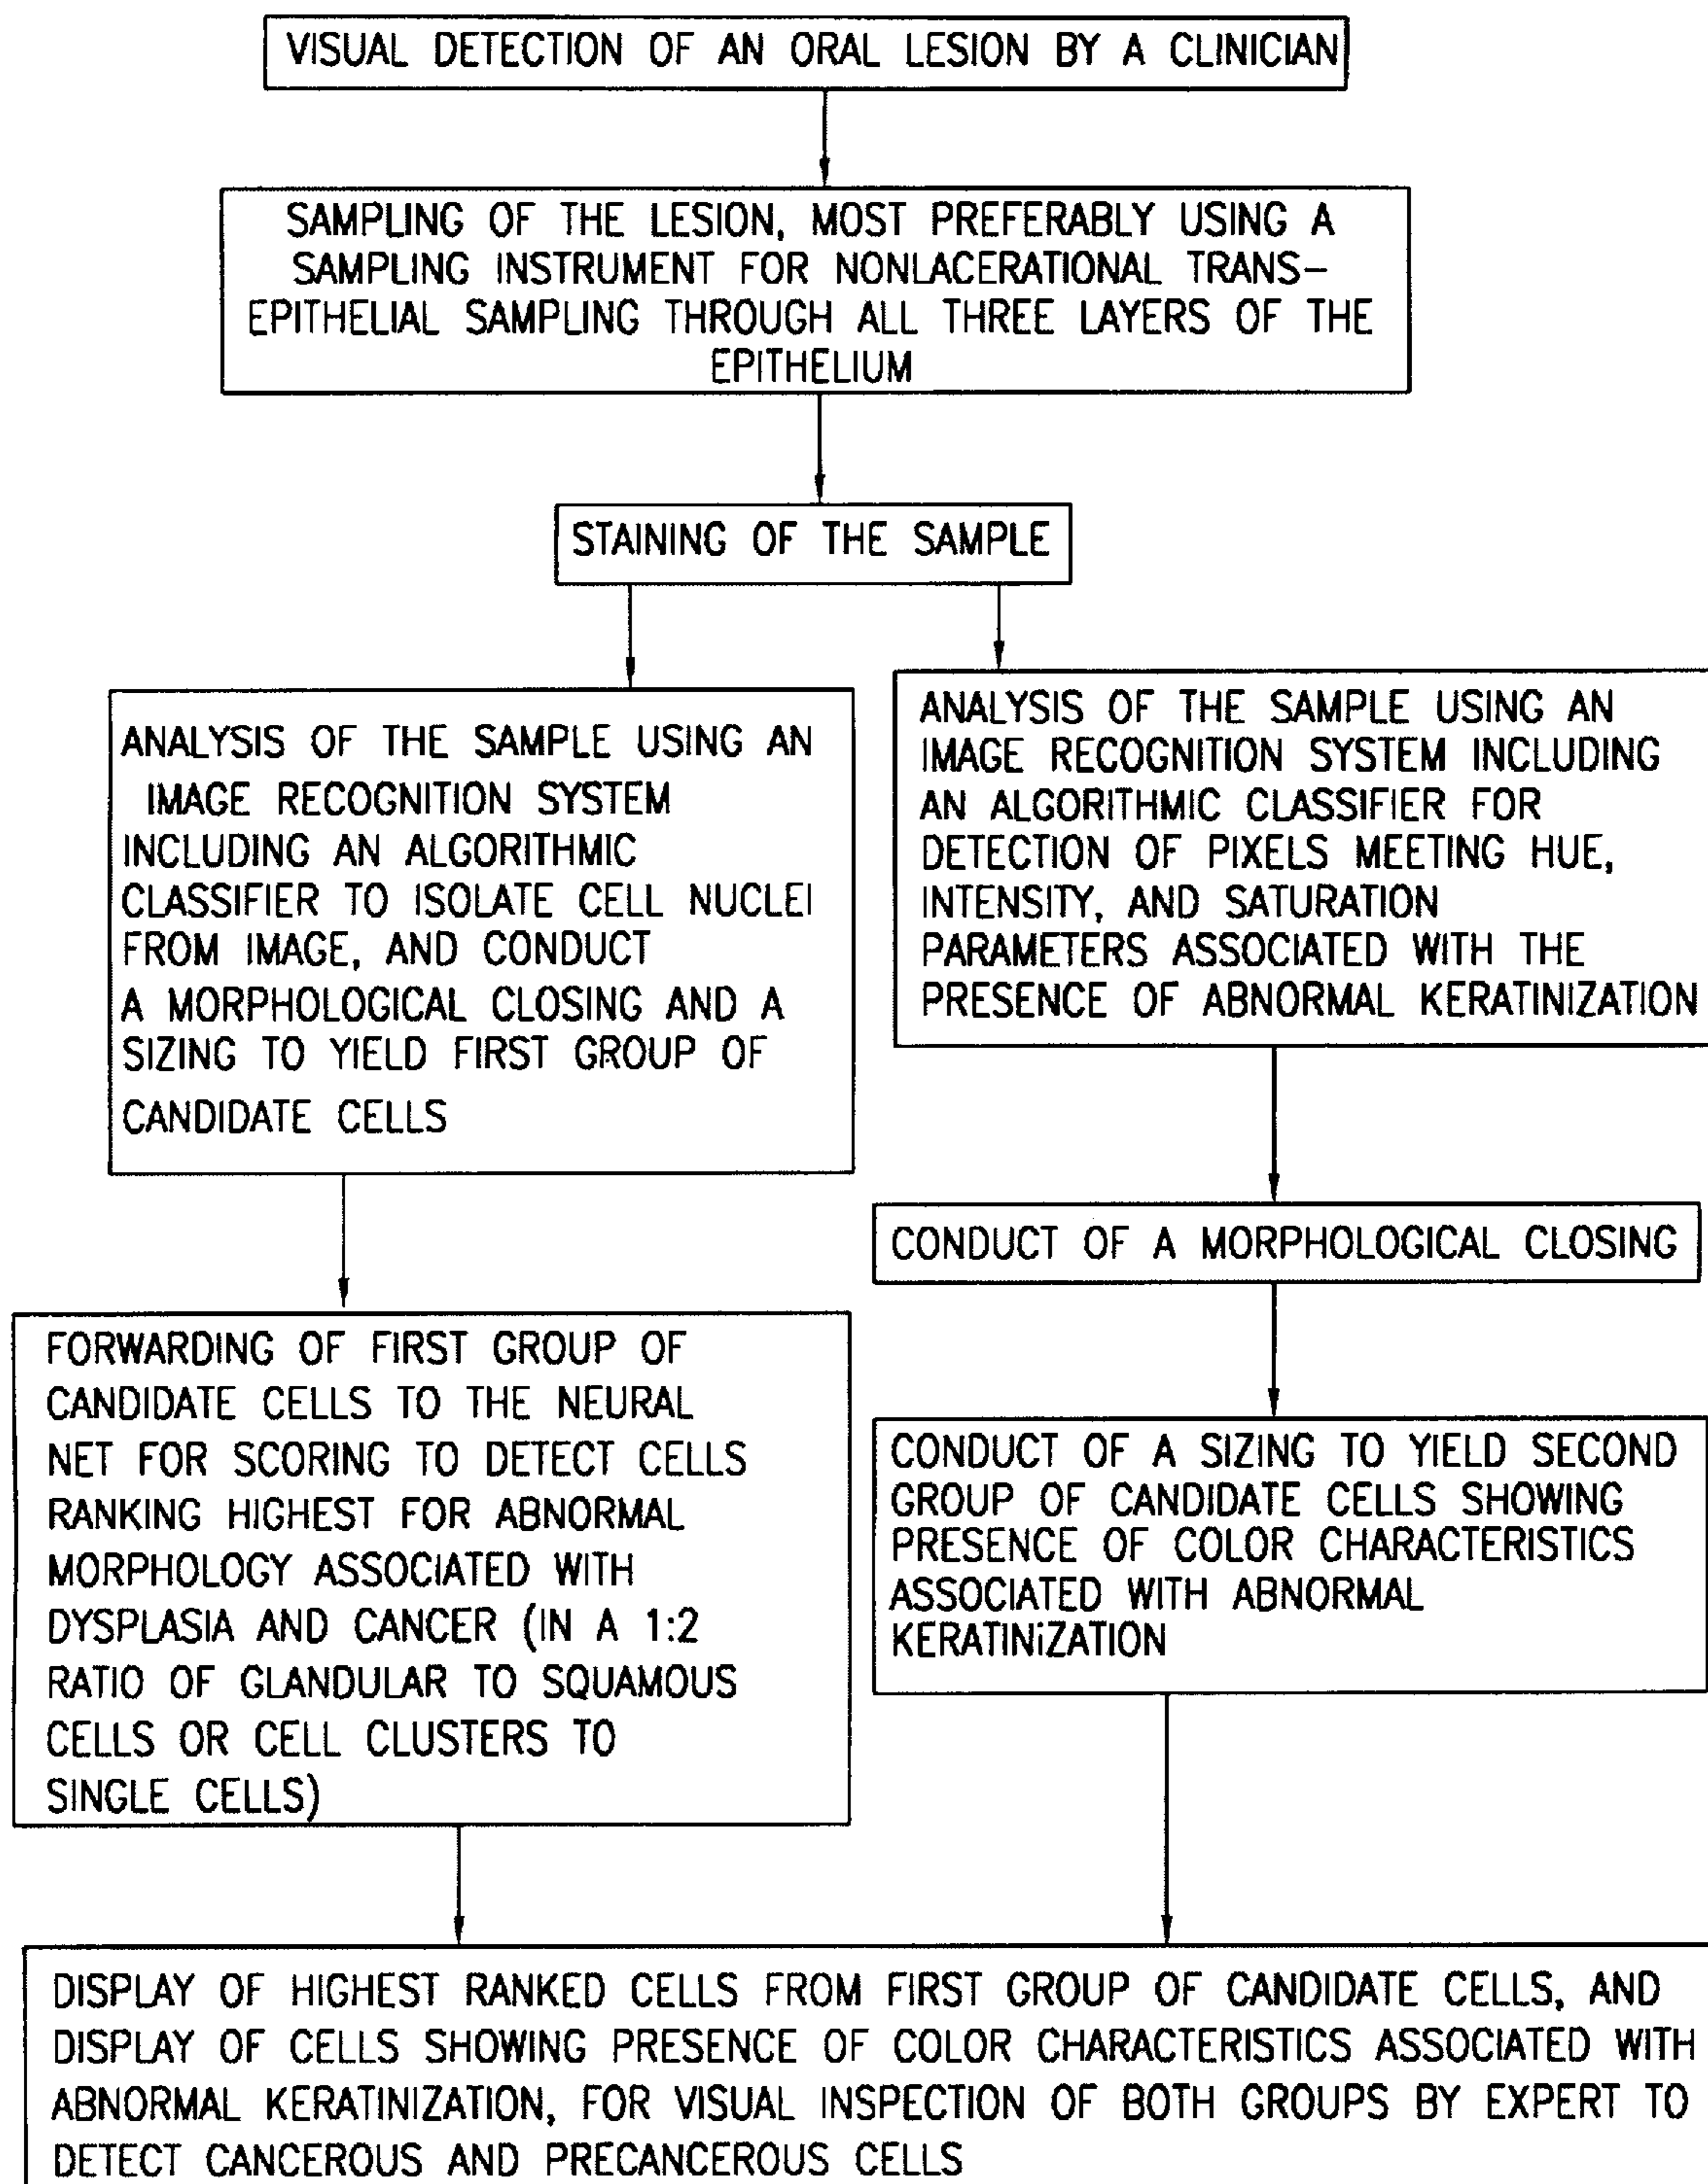 VISUAL DETECTION OF AN ORAL LESION BY A CLINICIAN
SAMPLING OF THE LESION, MOST PREFERABLY USING A
SAMPLING INSTRUMENT FOR NONLACERATIONAL TRANS-
EPITHELIAL SAMPLING THROUGH ALL THREE LAYERS OF THE
EPITHELIUM
STAINING OF THE SAMPLE
ANALYSIS OF THE SAMPLE USING AN
IMAGE RECOGNITION SYSTEM
INCLUDING AN ALGORITHMIC
CLASSIFIER TO ISOLATE CELL NUCLEI
FROM IMAGE, AND CONDUCT
A MORPHOLOGICAL CLOSING AND A
SIZING TO YIELD FIRST GROUP OF
CANDIDATE CELLS
ANALYSIS OF THE SAMPLE USING AN
IMAGE RECOGNITION SYSTEM INCLUDING
AN ALGORITHMIC CLASSIFIER FOR
DETECTION OF PIXELS MEETING HUE,
INTENSITY, AND SATURATION
PARAMETERS ASSOCIATED WITH THE
PRESENCE OF ABNORMAL KERATINIZATION
CONDUCT OF A MORPHOLOGICAL CLOSING
FORWARDING OF FIRST GROUP OF
CANDIDATE CELLS TO THE NEURAL
NET FOR SCORING TO DETECT CELLS
RANKING HIGHEST FOR ABNORMAL
MORPHOLOGY ASSOCIATED WITH
DYSPLASIA AND CANCER (IN A 1:2
RATIO OF GLANDULAR TO SQUAMOUS
CELLS OR CELL CLUSTERS TO
SINGLE CELLS)
CONDUCT OF A SIZING TO YIELD SECOND
GROUP OF CANDIDATE CELLS SHOWING
PRESENCE OF COLOR CHARACTERISTICS
ASSOCIATED WITH ABNORMAL
KERATINiZATION
DISPLAY OF HIGHEST RANKED CELLS FROM FIRST GROUP OF CANDIDATE CELLS, AND
DISPLAY OF CELLS SHOWING PRESENCE OF COLOR CHARACTERISTICS ASSOCIATED WITH
ABNORMAL KERATINIZATION, FOR VISUAL INSPECTION OF BOTH GROUPS BY EXPERT TO
DETECT CANCEROUS AND PRECANCEROUS CELLS